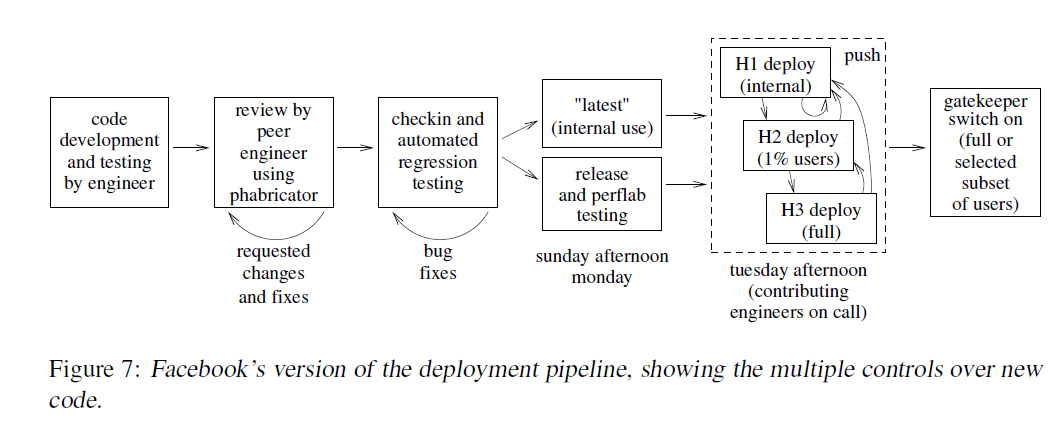 code
development
and testing
by engineer
review by
peer
engineer
using
phabricator
requested
changes
and fixes
checkin and
automated
regression
testing
bug
fixes
"latest"
(internal use)
release
and perflab
testing
sunday afternoon
monday
push
H1 deploy
(internal)
H2 deploy
(1% users)
H3 deploy
(full)
tuesday afternoon
(contributing
engineers on call)
gatekeeper
switch on
(full or
selected
subset
of users)
Figure 7: Facebook's version of the deployment pipeline, showing the multiple controls over new
code.